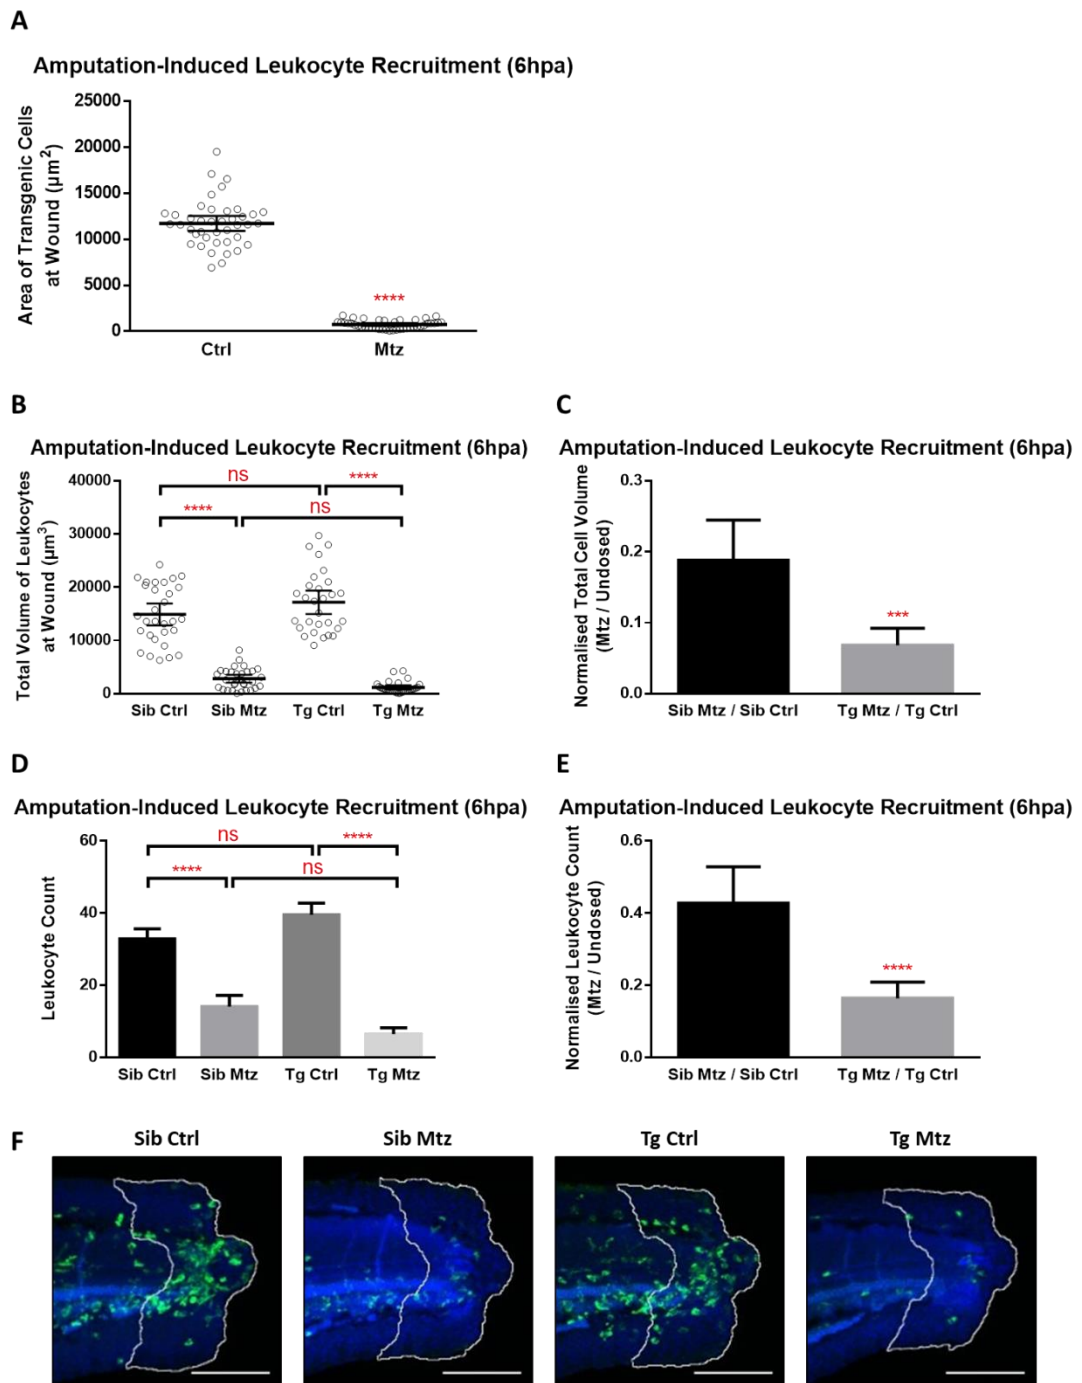 A
Amputation-Induced Leukocyte Recruitment (6hpa)
Area of Transgenic Cells
at Wound (µm²)
25000
20000
15000
10000
5000
0
****
Ctrl
Mtz
B
Amputation-Induced Leukocyte Recruitment (6hpa)
Total Volume of Leukocytes
at Wound (µm³)
40000
30000
20000
10000
0
ns
****
****
ns
Sib Ctrl
Sib Mtz
Tg Ctrl
Tg Mtz
C
Amputation-Induced Leukocyte Recruitment (6hpa)
Normalised Total Cell Volume
(Mtz / Undosed)
0.3
0.2
0.1
0.0
***
Sib Mtz / Sib Ctrl
Tg Mtz / Tg Ctrl
D
Amputation-Induced Leukocyte Recruitment (6hpa)
Leukocyte Count
60
40
20
0
ns
****
****
ns
Sib Ctrl
Sib Mtz
Tg Ctrl
Tg Mtz
E
Amputation-Induced Leukocyte Recruitment (6hpa)
Normalised Leukocyte Count
(Mtz / Undosed)
0.6
0.4
0.2
0.0
****
Sib Mtz / Sib Ctrl
Tg Mtz / Tg Ctrl
F
Sib Ctrl
Sib Mtz
Tg Ctrl
Tg Mtz